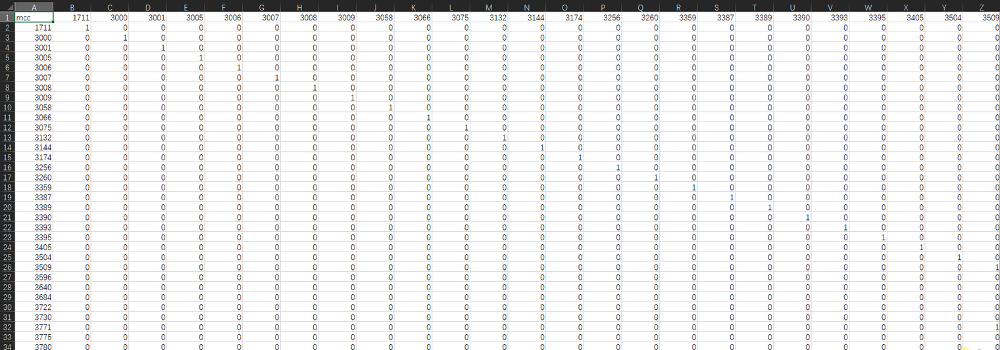 A B C D E F G H I J K L M N O P Q R S T U V W X Y Z
1 mcc 1711 3000 3001 3005 3006 3007 3008 3009 3058 3066 3075 3132 3144 3174 3256 3260 3359 3387 3389 3390 3393 3395 3405 3504 3509
2 1711 1 0 0 0 0 0 0 0 0 0 0 0 0 0 0 0 0 0 0 0 0 0 0 0 0
3 3000 0 1 0 0 0 0 0 0 0 0 0 0 0 0 0 0 0 0 0 0 0 0 0 0 0
4 3001 0 0 1 0 0 0 0 0 0 0 0 0 0 0 0 0 0 0 0 0 0 0 0 0 0
5 3005 0 0 0 1 0 0 0 0 0 0 0 0 0 0 0 0 0 0 0 0 0 0 0 0 0
6 3006 0 0 0 0 1 0 0 0 0 0 0 0 0 0 0 0 0 0 0 0 0 0 0 0 0
7 3007 0 0 0 0 0 1 0 0 0 0 0 0 0 0 0 0 0 0 0 0 0 0 0 0 0
8 3008 0 0 0 0 0 0 1 0 0 0 0 0 0 0 0 0 0 0 0 0 0 0 0 0 0
9 3009 0 0 0 0 0 0 0 1 0 0 0 0 0 0 0 0 0 0 0 0 0 0 0 0 0
10 3058 0 0 0 0 0 0 0 0 1 0 0 0 0 0 0 0 0 0 0 0 0 0 0 0 0
11 3066 0 0 0 0 0 0 0 0 0 1 0 0 0 0 0 0 0 0 0 0 0 0 0 0 0
12 3075 0 0 0 0 0 0 0 0 0 0 1 0 0 0 0 0 0 0 0 0 0 0 0 0 0
13 3132 0 0 0 0 0 0 0 0 0 0 0 1 0 0 0 0 0 0 0 0 0 0 0 0 0
14 3144 0 0 0 0 0 0 0 0 0 0 0 0 1 0 0 0 0 0 0 0 0 0 0 0 0
15 3174 0 0 0 0 0 0 0 0 0 0 0 0 0 1 0 0 0 0 0 0 0 0 0 0 0
16 3256 0 0 0 0 0 0 0 0 0 0 0 0 0 0 1 0 0 0 0 0 0 0 0 0 0
17 3260 0 0 0 0 0 0 0 0 0 0 0 0 0 0 0 1 0 0 0 0 0 0 0 0 0
18 3359 0 0 0 0 0 0 0 0 0 0 0 0 0 0 0 0 1 0 0 0 0 0 0 0 0
19 3387 0 0 0 0 0 0 0 0 0 0 0 0 0 0 0 0 0 1 0 0 0 0 0 0 0
20 3389 0 0 0 0 0 0 0 0 0 0 0 0 0 0 0 0 0 0 1 0 0 0 0 0 0
21 3390 0 0 0 0 0 0 0 0 0 0 0 0 0 0 0 0 0 0 0 1 0 0 0 0 0
22 3393 0 0 0 0 0 0 0 0 0 0 0 0 0 0 0 0 0 0 0 0 1 0 0 0 0
23 3395 0 0 0 0 0 0 0 0 0 0 0 0 0 0 0 0 0 0 0 0 0 1 0 0 0
24 3405 0 0 0 0 0 0 0 0 0 0 0 0 0 0 0 0 0 0 0 0 0 0 1 0 0
25 3504 0 0 0 0 0 0 0 0 0 0 0 0 0 0 0 0 0 0 0 0 0 0 0 1 0
26 3509 0 0 0 0 0 0 0 0 0 0 0 0 0 0 0 0 0 0 0 0 0 0 0 0 1
27 3596 0 0 0 0 0 0 0 0 0 0 0 0 0 0 0 0 0 0 0 0 0 0 0 0 0
28 3640 0 0 0 0 0 0 0 0 0 0 0 0 0 0 0 0 0 0 0 0 0 0 0 0 0
29 3684 0 0 0 0 0 0 0 0 0 0 0 0 0 0 0 0 0 0 0 0 0 0 0 0 0
30 3722 0 0 0 0 0 0 0 0 0 0 0 0 0 0 0 0 0 0 0 0 0 0 0 0 0
31 3730 0 0 0 0 0 0 0 0 0 0 0 0 0 0 0 0 0 0 0 0 0 0 0 0 0
32 3771 0 0 0 0 0 0 0 0 0 0 0 0 0 0 0 0 0 0 0 0 0 0 0 0 1
33 3775 0 0 0 0 0 0 0 0 0 0 0 0 0 0 0 0 0 0 0 0 0 0 0 0 0
34 3780 0 0 0 0 0 0 0 0 0 0 0 0 0 0 0 0 0 0 0 0 0 0 0 0 0